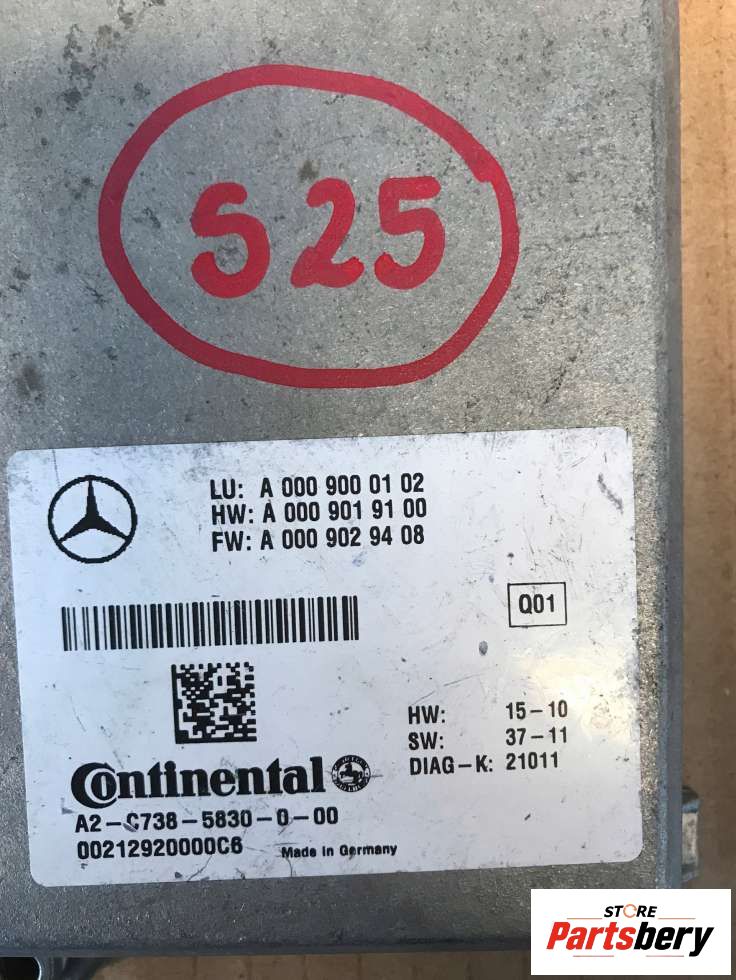 S25
LU: A 000 900 01 02
HW: A 000 901 91 00
FW: A 000 902 94 08
Q01
HW: 15-10
SW: 37-11
DIAG-K: 21011
Continental
A2-C738-5830-0-00
00212920000C6 Made in Germany
STORE
Partsbery